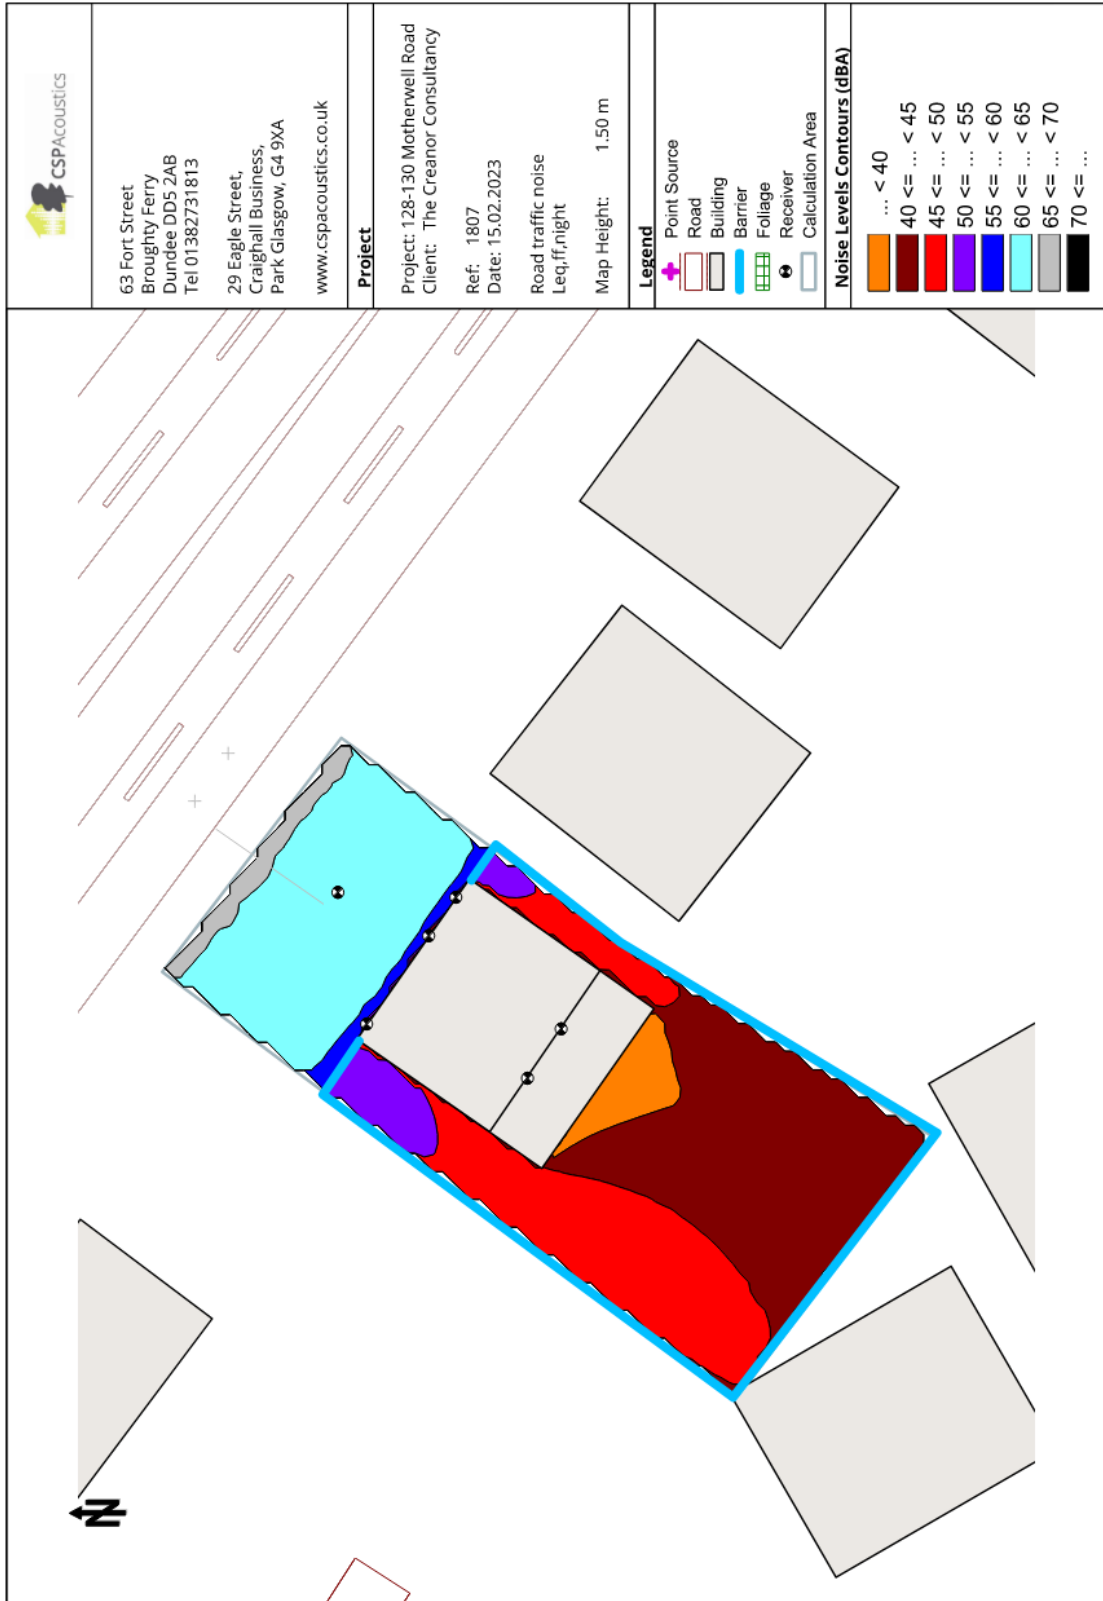 CSPAcoustics
63 Fort Street
Broughty Ferry
Dundee DD5 2AB
Tel 01382731813
29 Eagle Street,
Craighall Business,
Park Glasgow, G4 9XA
www.cspacoustics.co.uk
Project
Project: 128-130 Motherwell Road
Client: The Creanor Consultancy
Ref: 1807
Date: 15.02.2023
Road traffic noise
Leq,ff,night
Map Height: 1.50 m
Legend
Point Source
Road
Building
Barrier
Foliage
Receiver
Calculation Area
Noise Levels Contours (dBA)
... < 40
40 <= ... < 45
45 <= ... < 50
50 <= ... < 55
55 <= ... < 60
60 <= ... < 65
65 <= ... < 70
70 <= ...
N